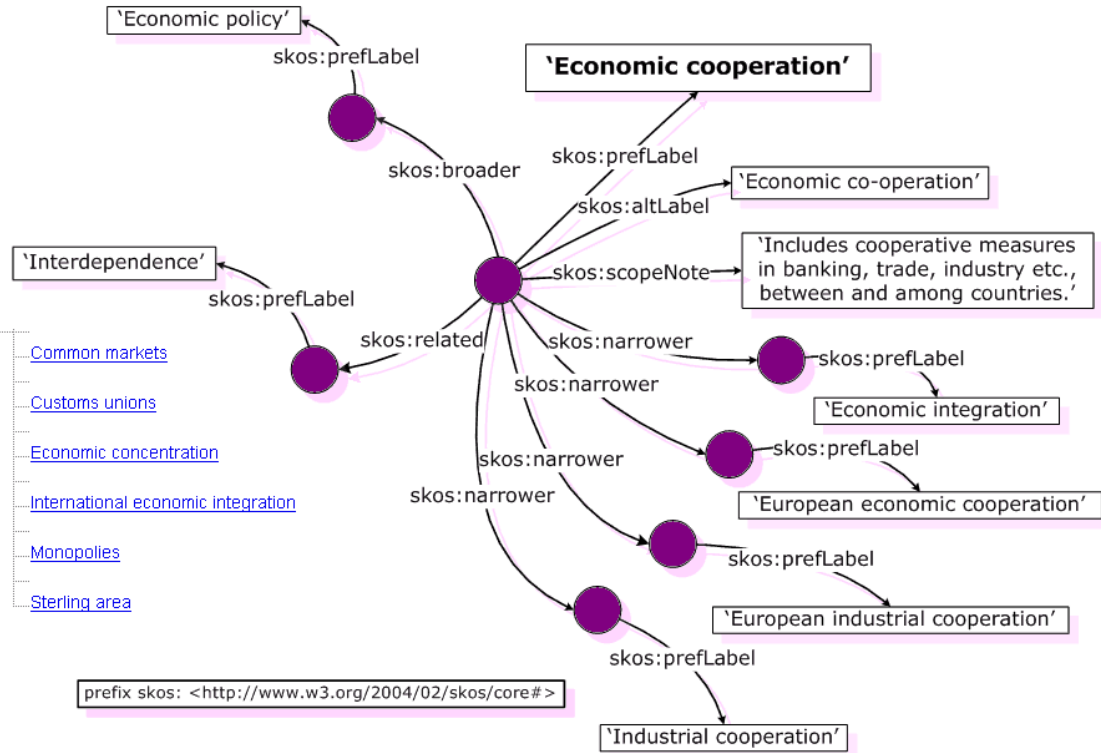 ‘Economic policy’
skos:prefLabel
‘Economic cooperation’
skos:prefLabel
skos:broader
skos:altLabel
‘Economic co-operation’
‘Interdependence’
skos:prefLabel
skos:scopeNote
‘Includes cooperative measures
in banking, trade, industry etc.,
between and among countries.’
skos:related
skos:narrower
skos:prefLabel
‘Economic integration’
skos:narrower
skos:prefLabel
‘European economic cooperation’
skos:narrower
skos:prefLabel
‘European industrial cooperation’
skos:narrower
skos:prefLabel
‘Industrial cooperation’
Common markets
Customs unions
Economic concentration
International economic integration
Monopolies
Sterling area
prefix skos: <http://www.w3.org/2004/02/skos/core#>